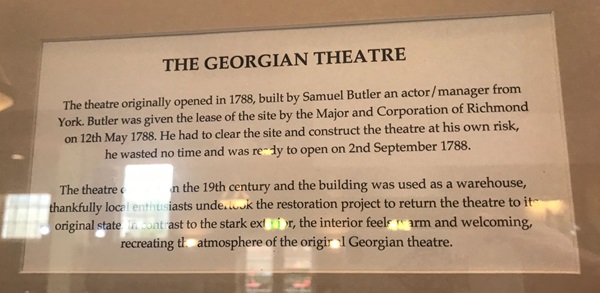 THE GEORGIAN THEATRE
The theatre originally opened in 1788, built by Samuel Butler an actor/manager from
York. Butler was given the lease of the site by the Major and Corporation of Richmond
on 12th May 1788. He had to clear the site and construct the theatre at his own risk,
he wasted no time and was ready to open on 2nd September 1788.
The theatre in the 19th century and the building was used as a warehouse,
thankfully local enthusiasts undertook the restoration project to return the theatre to its
original state. In contrast to the stark exterior, the interior feels warm and welcoming,
recreating the atmosphere of the original Georgian theatre.